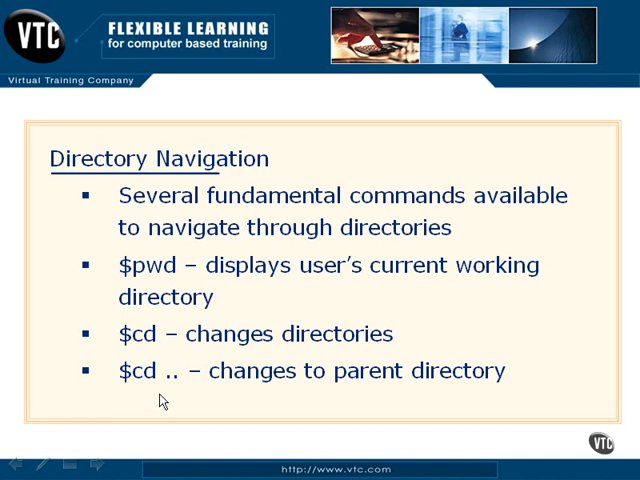 VTC
FLEXIBLE LEARNING
for computer based training
Virtual Training Company
Directory Navigation
▪ Several fundamental commands available
to navigate through directories
▪ $pwd – displays user’s current working
directory
▪ $cd – changes directories
▪ $cd .. – changes to parent directory
VTC
http://www.vtc.com